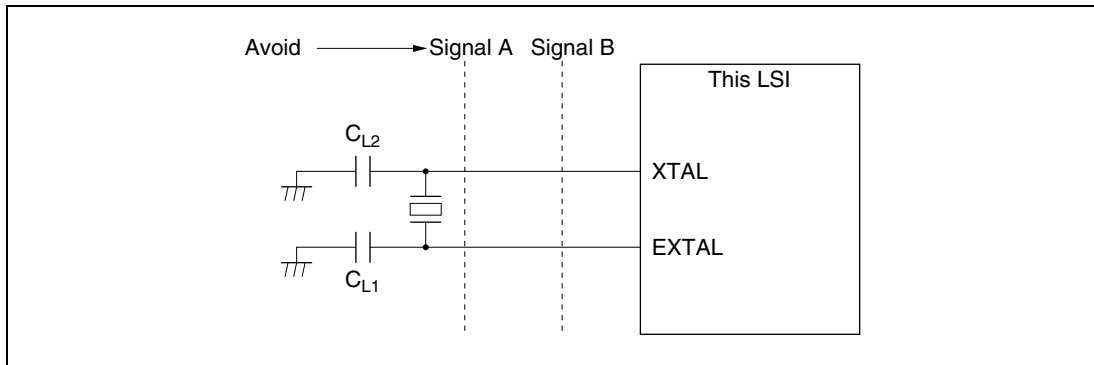 Avoid Signal A Signal B
This LSI
CL2
XTAL
EXTAL
CL1